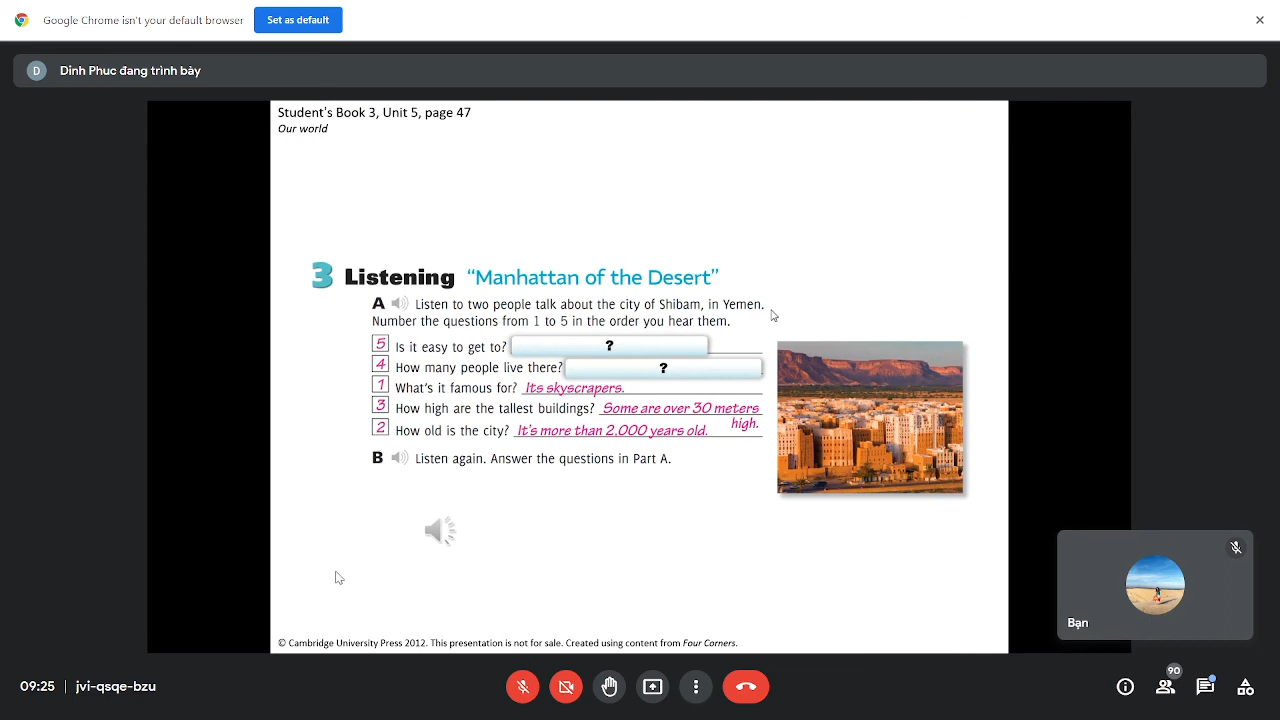 Google Chrome isn't your default browser
Set as default
D
Dinh Phuc đang trình bày
Student's Book 3, Unit 5, page 47
Our world
3 Listening "Manhattan of the Desert"
A Listen to two people talk about the city of Shibam, in Yemen.
Number the questions from 1 to 5 in the order you hear them.
5 Is it easy to get to? ?
4 How many people live there? ?
1 What's it famous for? Its skyscrapers.
3 How high are the tallest buildings? Some are over 30 meters
high.
2 How old is the city? It's more than 2,000 years old.
B Listen again. Answer the questions in Part A.
Bạn
© Cambridge University Press 2012. This presentation is not for sale. Created using content from Four Corners.
09:25 | jvi-qsqe-bzu
90